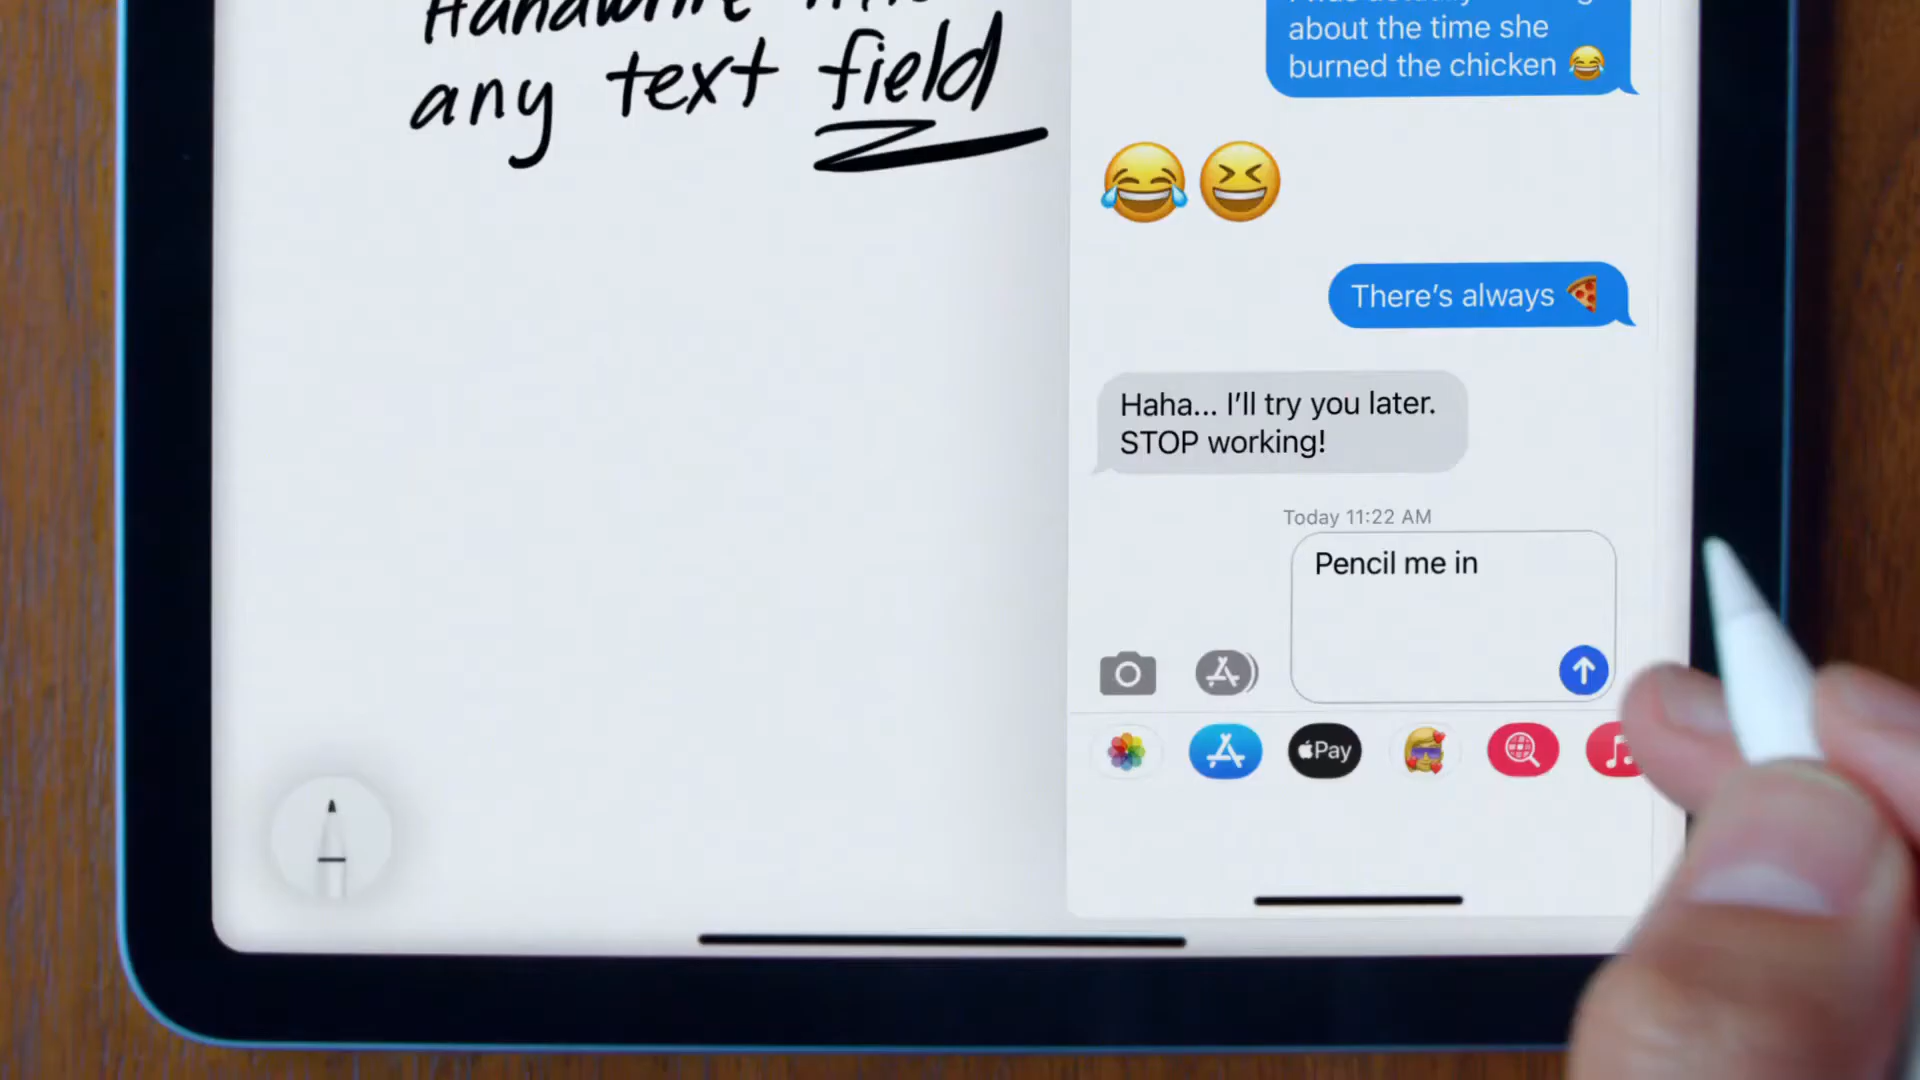 Handwrite
any text field
about the time she
burned the chicken 😂
😂😆
There's always 🍕
Haha... I'll try you later.
STOP working!
Today 11:22 AM
Pencil me in
Pay